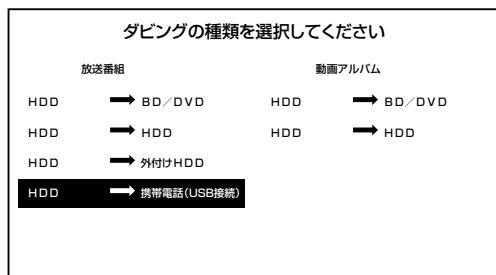 ダビングの種類を選択してください
放送番組 動画アルバム
HDD → BD/DVD HDD → BD/DVD
HDD → HDD HDD → HDD
HDD → 外付けHDD
HDD → 携帯電話(USB接続)